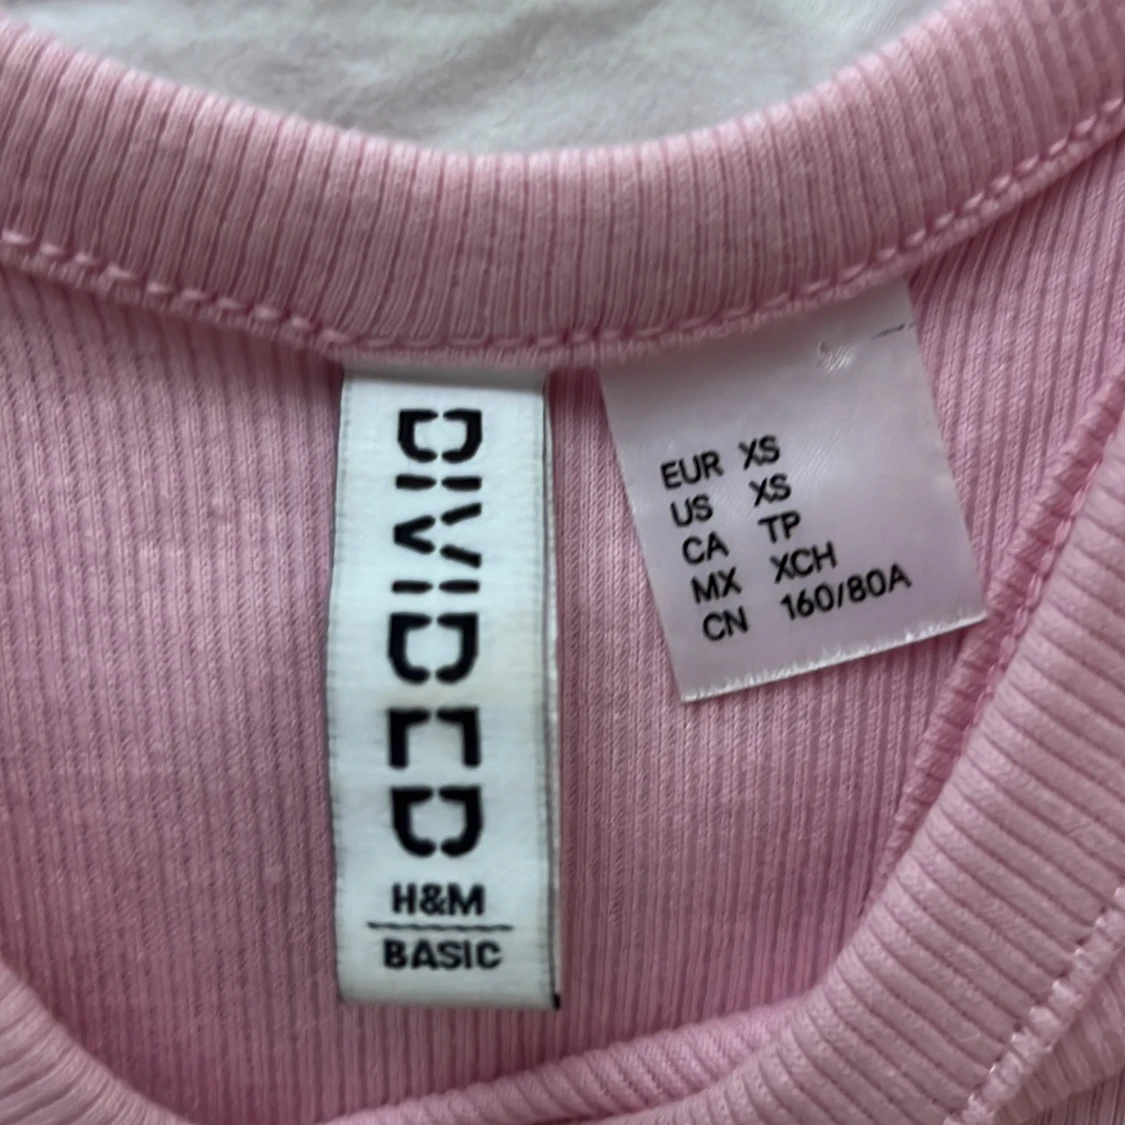 DIVIDED
H&M
BASIC
EUR XS
US XS
CA TP
MX XCH
CN 160/80A